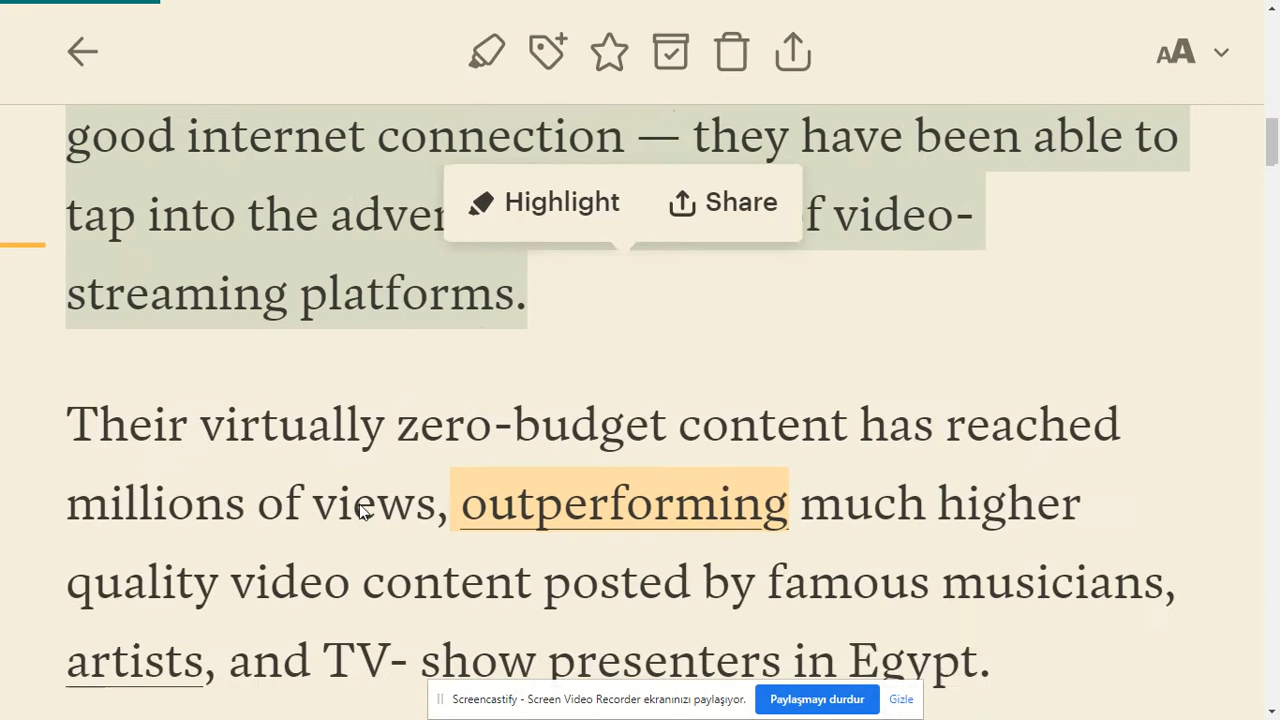 AA
good internet connection — they have been able to
Highlight Share
tap into the adver f video-
streaming platforms.
Their virtually zero-budget content has reached
millions of views, outperforming much higher
quality video content posted by famous musicians,
artists, and TV- show presenters in Egypt.
Screencastify - Screen Video Recorder ekranınızı paylaşıyor. Paylaşmayı durdur Gizle